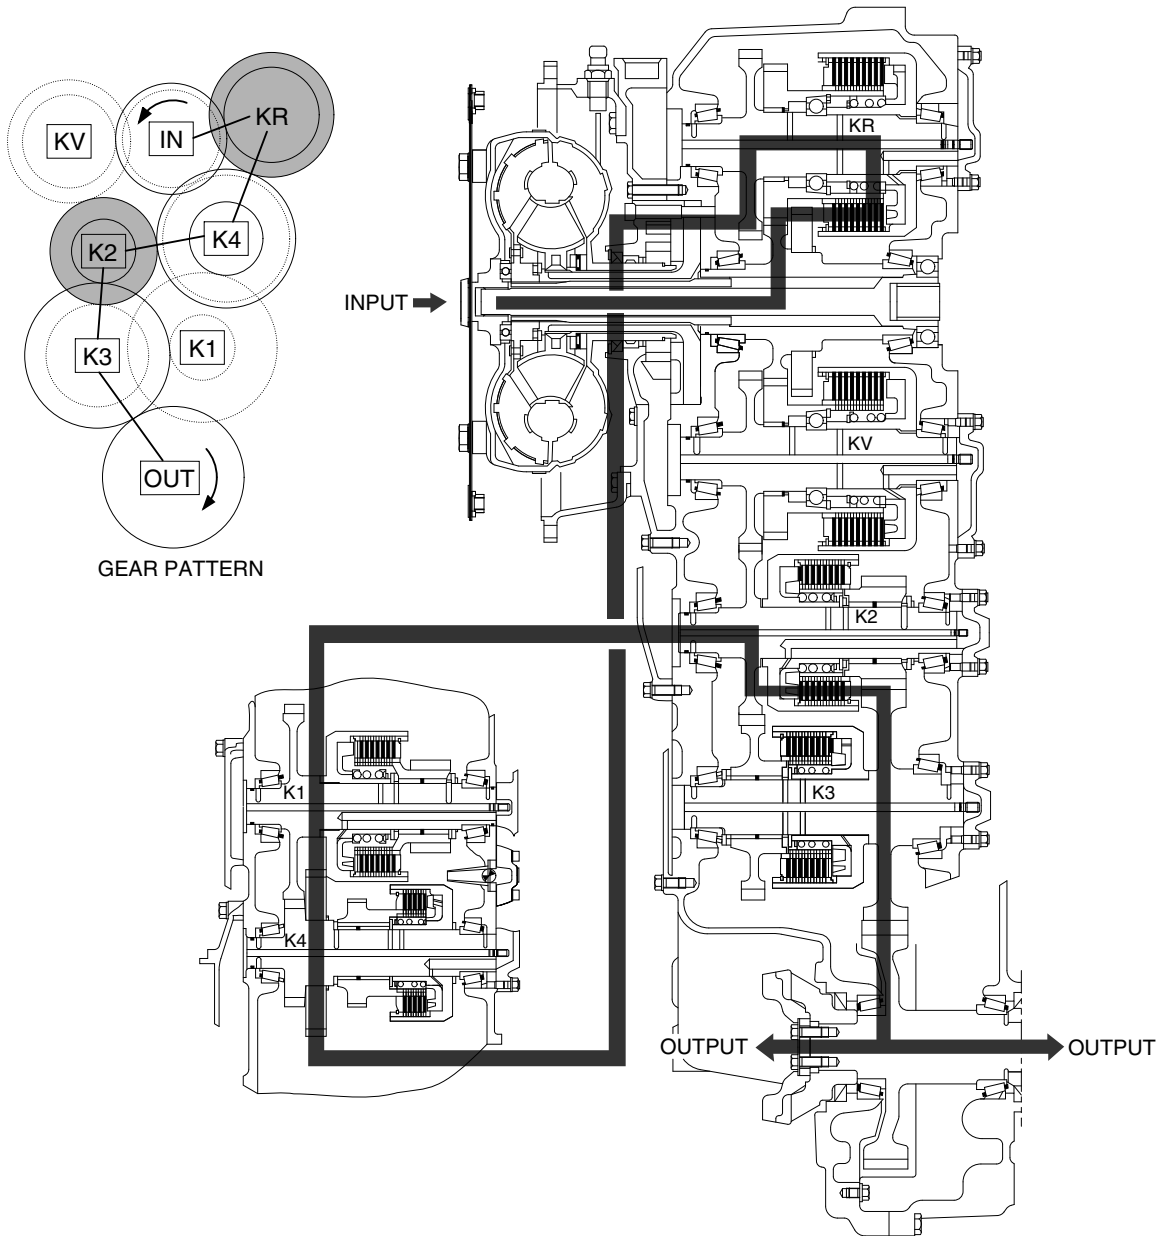 KV
IN
KR
K2
K4
K3
K1
OUT
GEAR PATTERN
INPUT
KR
KV
K2
K3
K1
K4
OUTPUT
OUTPUT